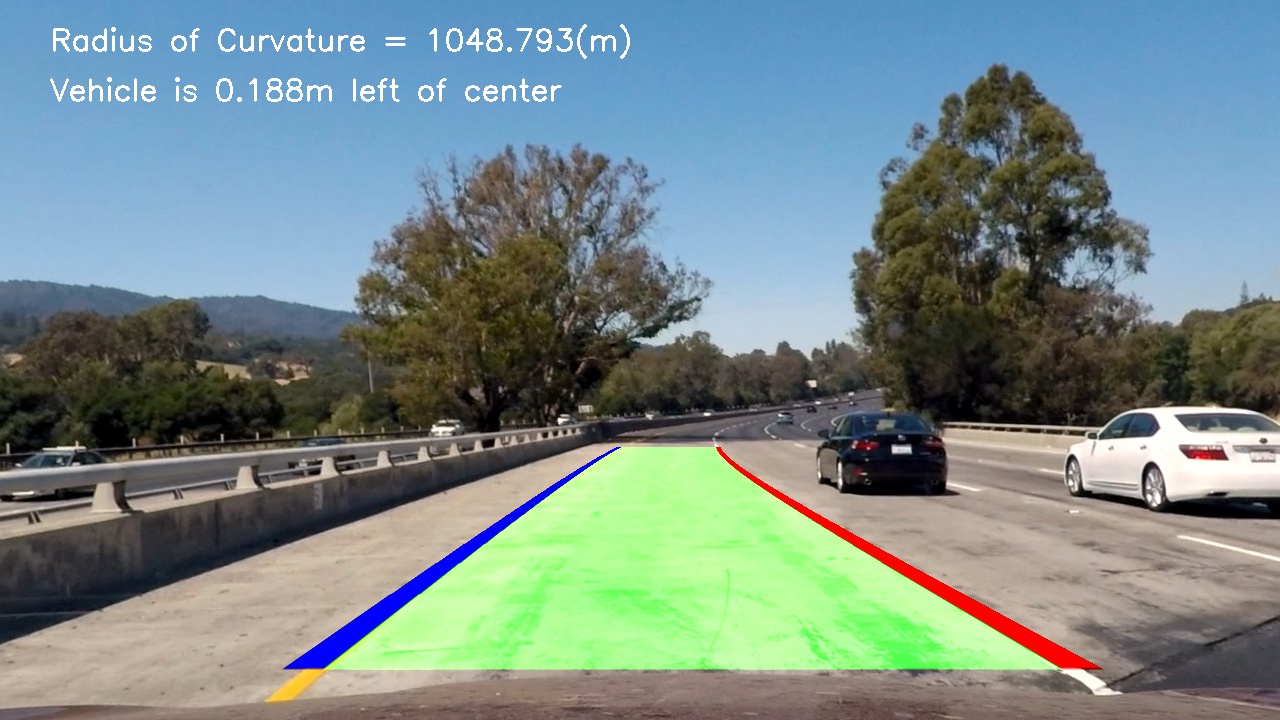 Radius of Curvature = 1048.793(m)
Vehicle is 0.188m left of center